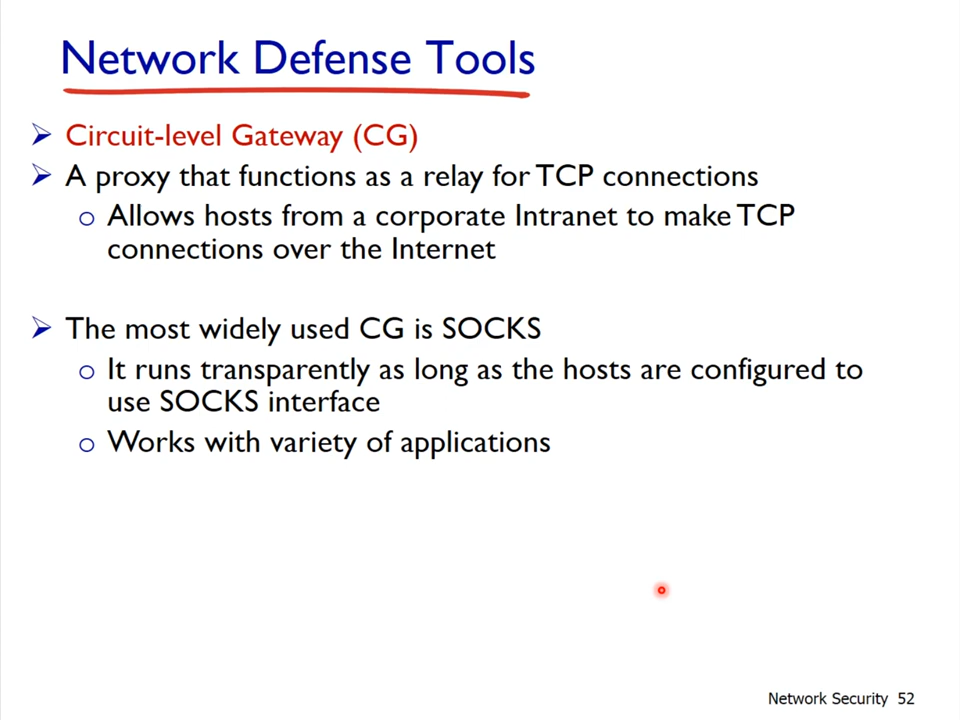 Network Defense Tools
Circuit-level Gateway (CG)
A proxy that functions as a relay for TCP connections
Allows hosts from a corporate Intranet to make TCP
connections over the Internet
The most widely used CG is SOCKS
It runs transparently as long as the hosts are configured to
use SOCKS interface
Works with variety of applications
Network Security 52